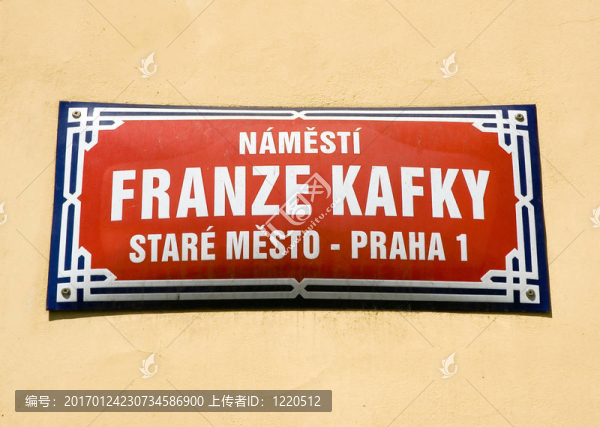 NÁMĚSTÍ
FRANZE KAFKY
STARÉ MĚSTO - PRAHA 1
编号：20170124230734586900 上传者ID：1220512